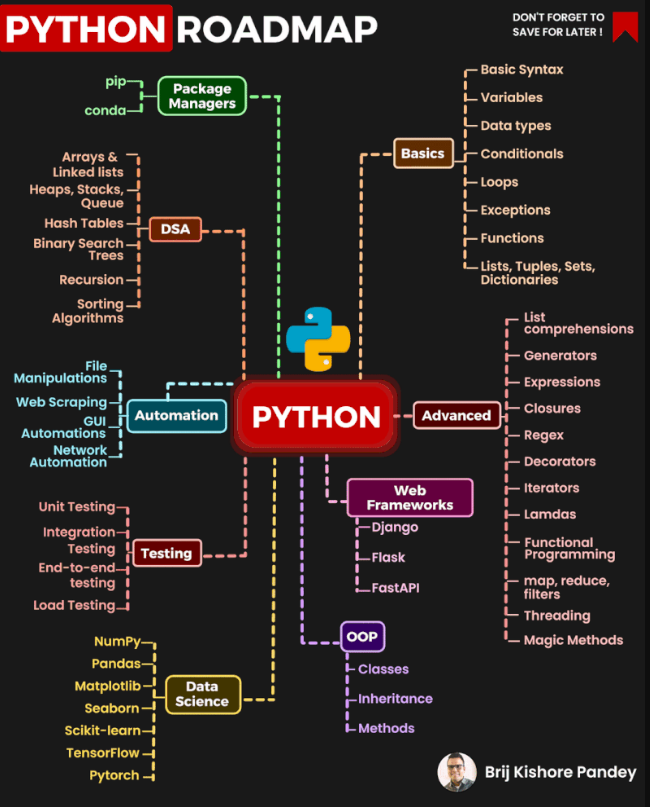 PYTHON ROADMAP
DON'T FORGET TO
SAVE FOR LATER !
Package
Managers
pip
conda
Basics
Basic Syntax
Variables
Data types
Conditionals
Loops
Exceptions
Functions
Lists, Tuples, Sets,
Dictionaries
DSA
Arrays &
Linked lists
Heaps, Stacks,
Queue
Hash Tables
Binary Search
Trees
Recursion
Sorting
Algorithms
PYTHON
Advanced
List
comprehensions
Generators
Expressions
Closures
Regex
Decorators
Iterators
Lamdas
Functional
Programming
map, reduce,
filters
Threading
Magic Methods
Automation
File
Manipulations
Web Scraping
GUI
Automations
Network
Automation
Web
Frameworks
Django
Flask
FastAPI
Testing
Unit Testing
Integration
Testing
End-to-end
testing
Load Testing
OOP
Classes
Inheritance
Methods
Data
Science
NumPy
Pandas
Matplotlib
Seaborn
Scikit-learn
TensorFlow
Pytorch
Brij Kishore Pandey